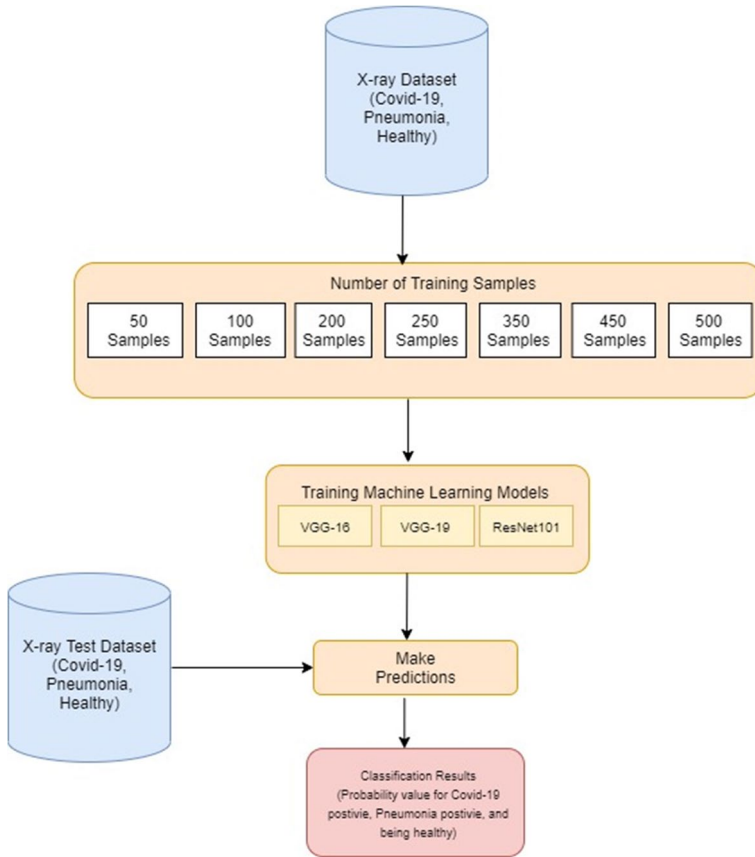 X-ray Dataset
(Covid-19,
Pneumonia,
Healthy)
Number of Training Samples
50
Samples
100
Samples
200
Samples
250
Samples
350
Samples
450
Samples
500
Samples
Training Machine Learning Models
VGG-16
VGG-19
ResNet101
X-ray Test Dataset
(Covid-19,
Pneumonia,
Healthy)
Make
Predictions
Classification Results
(Probability value for Covid-19
postivie, Pneumonia postivie, and
being healthy)